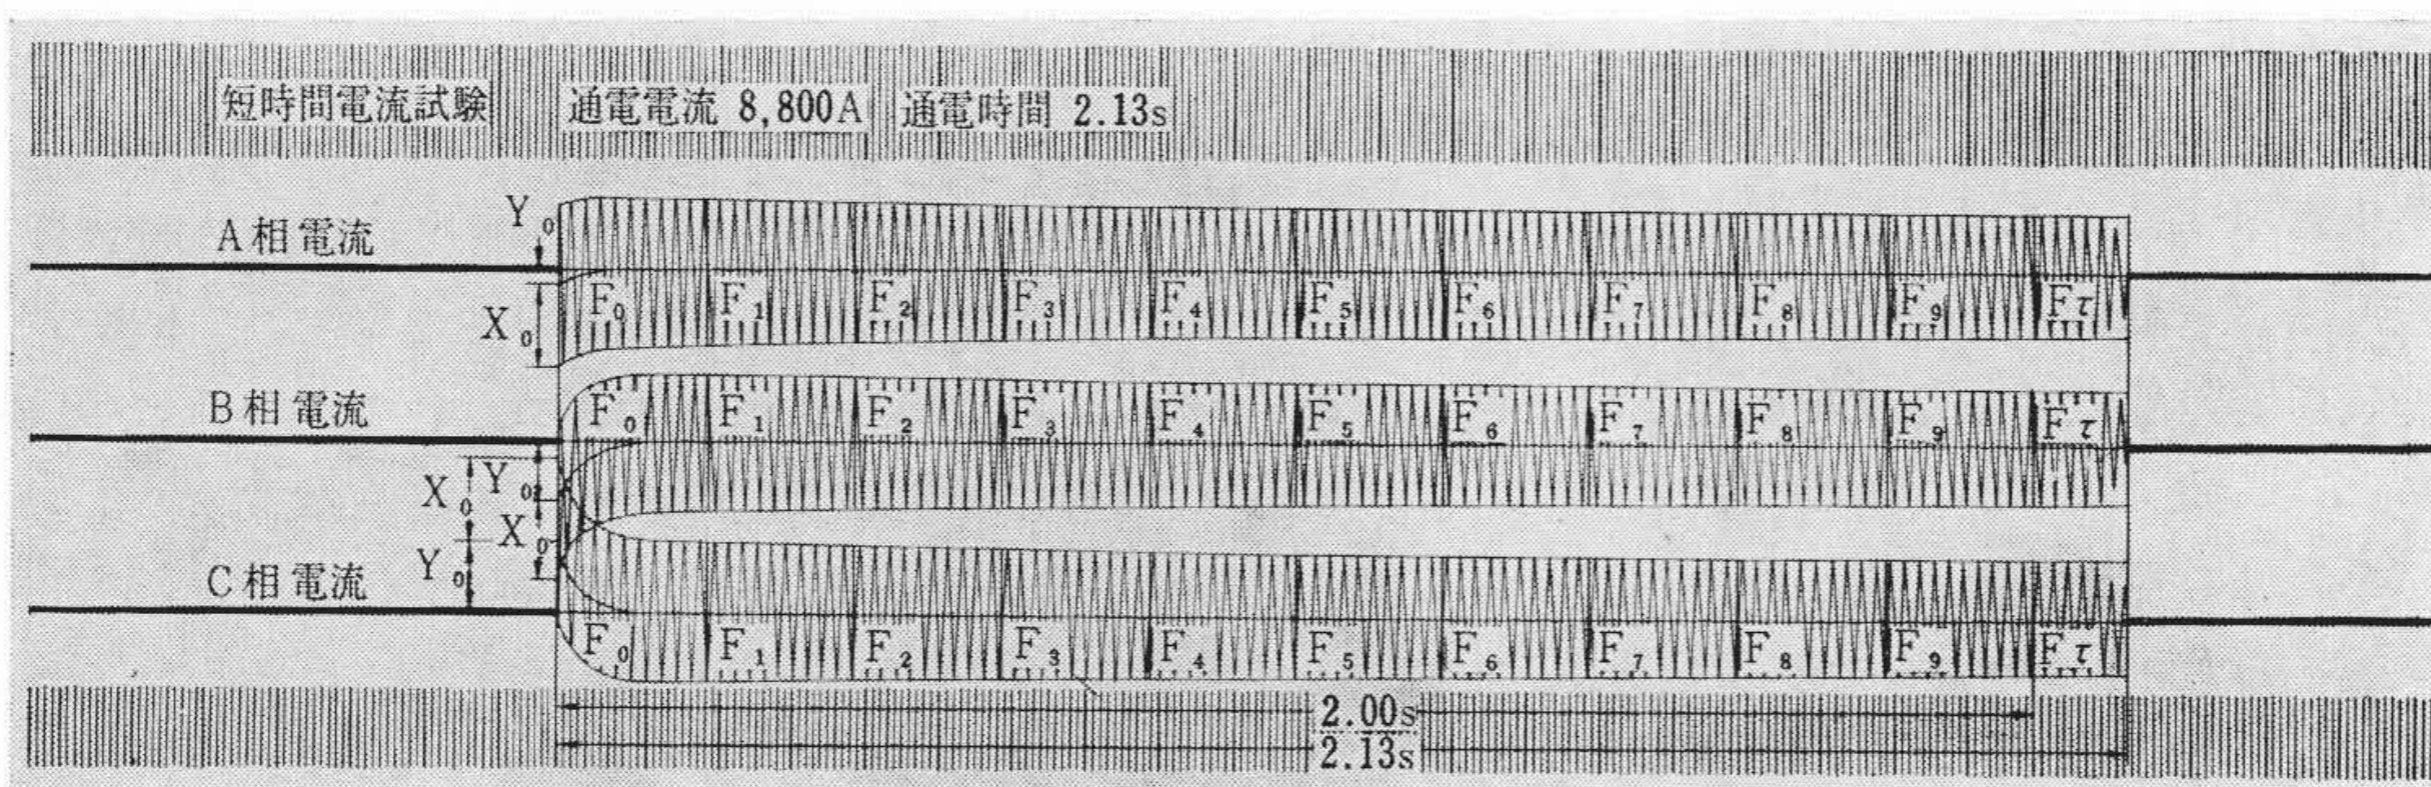 短時間電流試験 通電電流 8,800A 通電時間 2.13s
Y0
A相電流
X0
F0 F1 F2 F3 F4 F5 F6 F7 F8 F9 Fτ
B相電流
F0 F1 F2 F3 F4 F5 F6 F7 F8 F9 Fτ
X0 Y0
X0
Y0
C相電流
F0 F1 F2 F3 F4 F5 F6 F7 F8 F9 Fτ
2.00s
2.13s